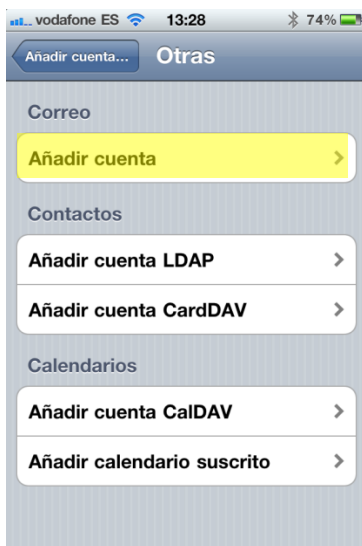 vodafone ES 13:28 74%
Añadir cuenta... Otras
Correo
Añadir cuenta
Contactos
Añadir cuenta LDAP
Añadir cuenta CardDAV
Calendarios
Añadir cuenta CalDAV
Añadir calendario suscrito